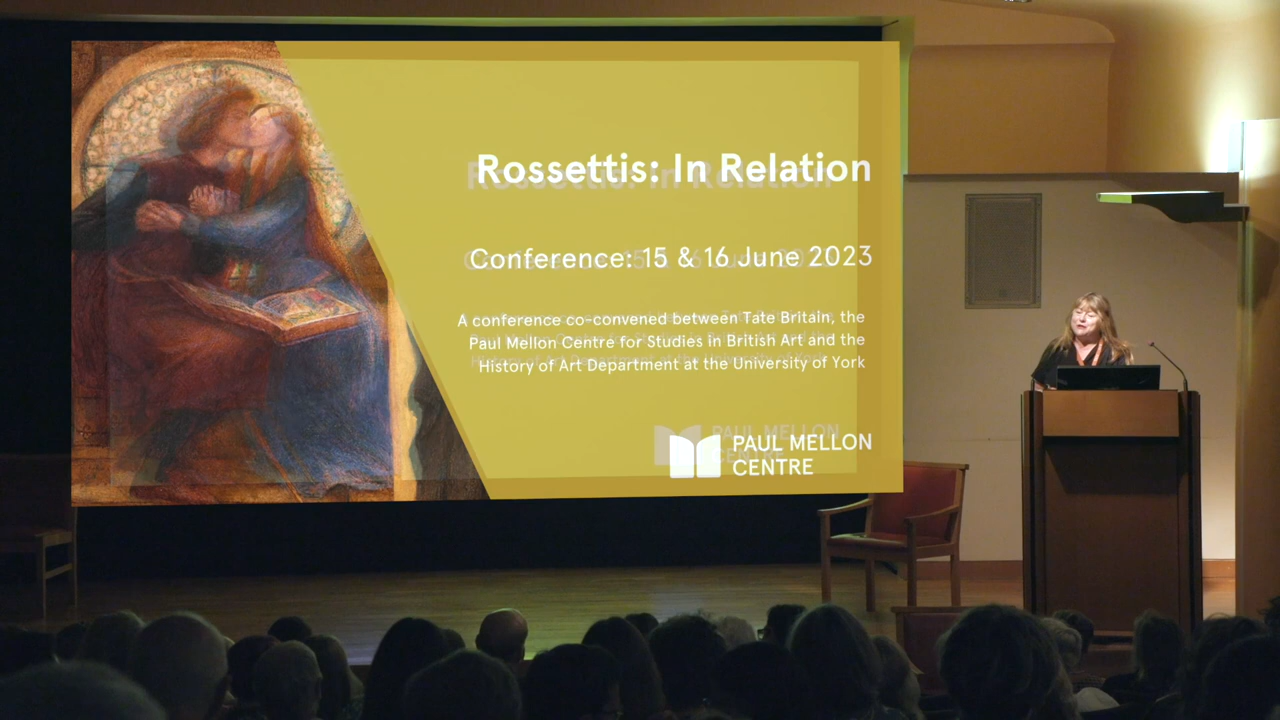 Rossettis: In Relation
Conference: 15 & 16 June 2023
A conference co-convened between Tate Britain, the
Paul Mellon Centre for Studies in British Art and the
History of Art Department at the University of York
PAUL MELLON
CENTRE